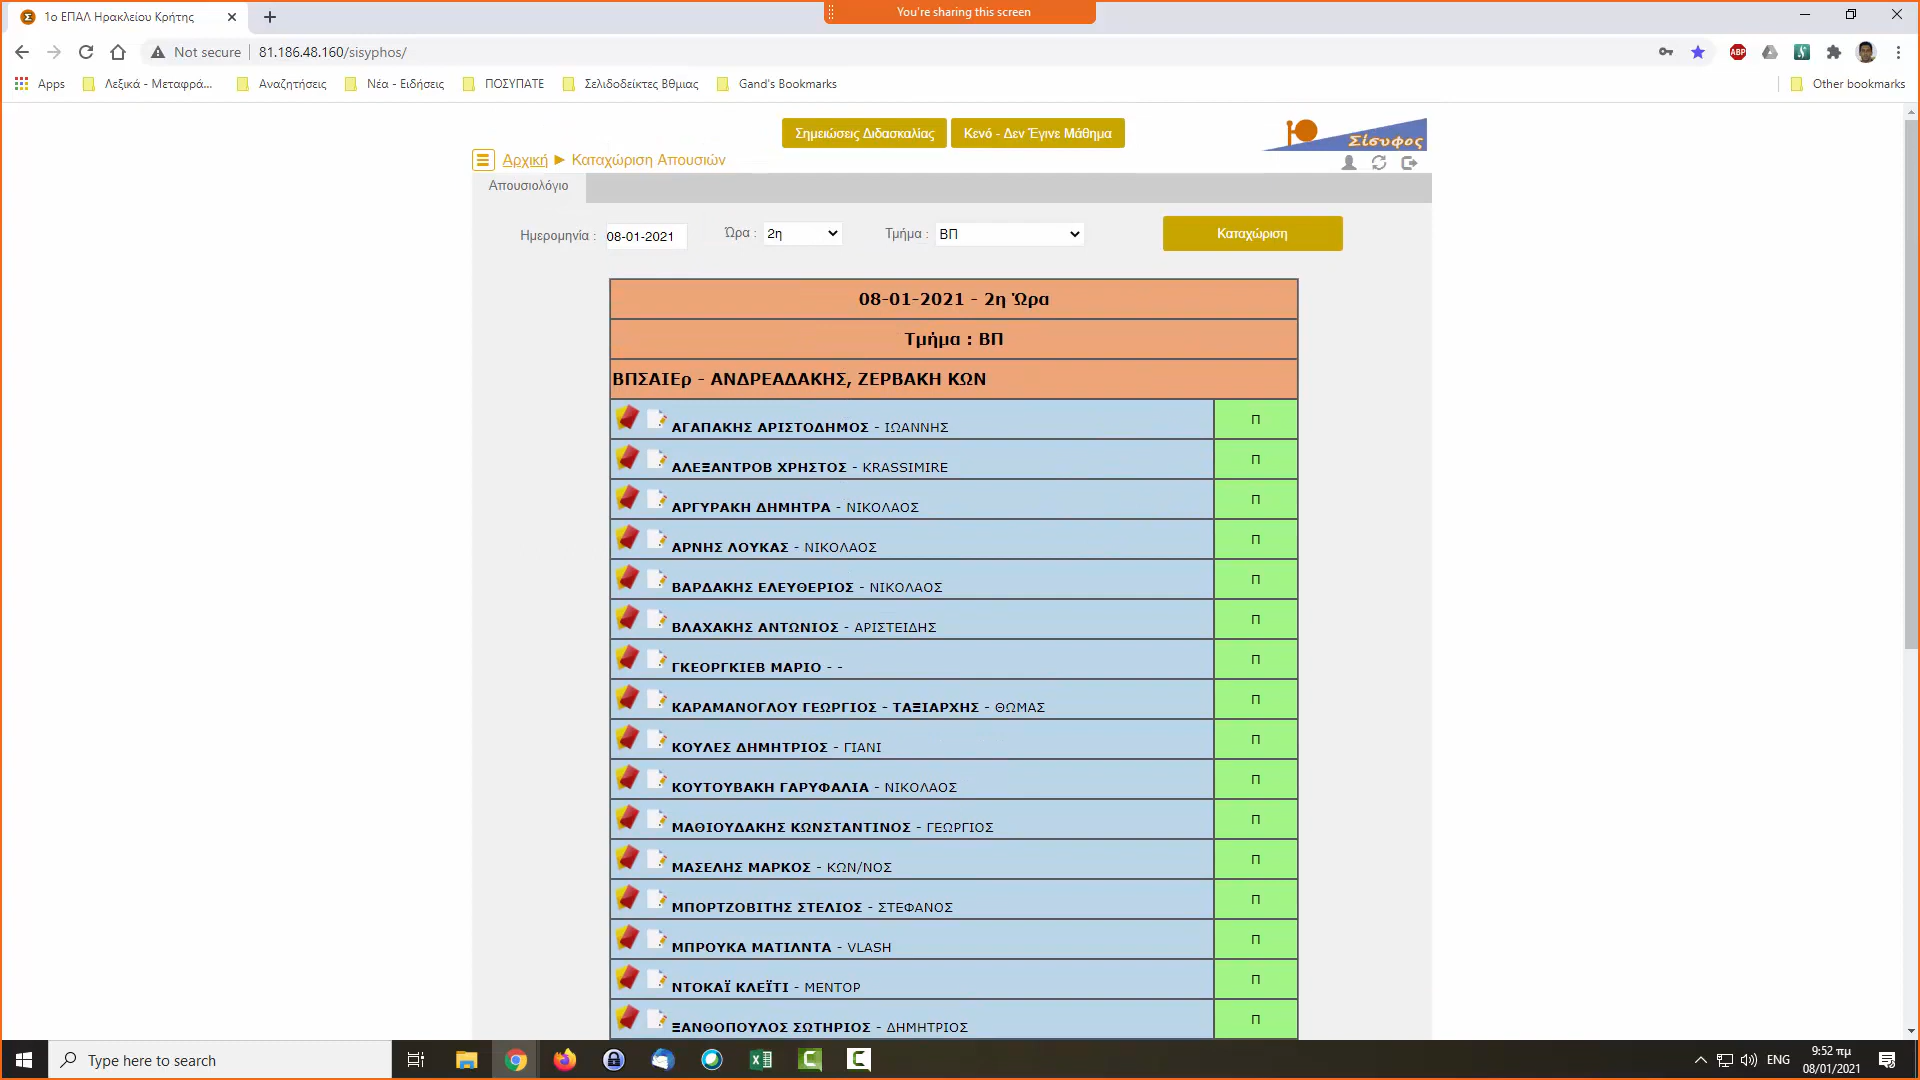 1ο ΕΠΑΛ Ηρακλείου Κρήτης
You're sharing this screen
Not secure
81.186.48.160/sisyphos/
ABP
Apps
Λεξικά - Μεταφρά...
Αναζητήσεις
Νέα - Ειδήσεις
ΠΟΣΥΠΑΤΕ
Σελιδοδείκτες Βθμιας
Gand's Bookmarks
Other bookmarks
Σημειώσεις Διδασκαλίας
Κενό - Δεν Έγινε Μάθημα
Σίσυφος
Αρχική ► Καταχώριση Απουσιών
Απουσιολόγιο
Ημερομηνία : 08-01-2021
Ώρα : 2η
Τμήμα : ΒΠ
Καταχώριση
08-01-2021 - 2η Ώρα
Τμήμα : ΒΠ
ΒΠΣΑΙΕρ - ΑΝΔΡΕΑΔΑΚΗΣ, ΖΕΡΒΑΚΗ ΚΩΝ
ΑΓΑΠΑΚΗΣ ΑΡΙΣΤΟΔΗΜΟΣ - ΙΩΑΝΝΗΣ Π
ΑΛΕΞΑΝΤΡΟΒ ΧΡΗΣΤΟΣ - KRASSIMIRE Π
ΑΡΓΥΡΑΚΗ ΔΗΜΗΤΡΑ - ΝΙΚΟΛΑΟΣ Π
ΑΡΝΗΣ ΛΟΥΚΑΣ - ΝΙΚΟΛΑΟΣ Π
ΒΑΡΔΑΚΗΣ ΕΛΕΥΘΕΡΙΟΣ - ΝΙΚΟΛΑΟΣ Π
ΒΛΑΧΑΚΗΣ ΑΝΤΩΝΙΟΣ - ΑΡΙΣΤΕΙΔΗΣ Π
ΓΚΕΟΡΓΚΙΕΒ ΜΑΡΙΟ - - Π
ΚΑΡΑΜΑΝΟΓΛΟΥ ΓΕΩΡΓΙΟΣ - ΤΑΞΙΑΡΧΗΣ - ΘΩΜΑΣ Π
ΚΟΥΛΕΣ ΔΗΜΗΤΡΙΟΣ - ΓΙΑΝΙ Π
ΚΟΥΤΟΥΒΑΚΗ ΓΑΡΥΦΑΛΙΑ - ΝΙΚΟΛΑΟΣ Π
ΜΑΘΙΟΥΔΑΚΗΣ ΚΩΝΣΤΑΝΤΙΝΟΣ - ΓΕΩΡΓΙΟΣ Π
ΜΑΣΕΛΗΣ ΜΑΡΚΟΣ - ΚΩΝ/ΝΟΣ Π
ΜΠΟΡΤΖΟΒΙΤΗΣ ΣΤΕΛΙΟΣ - ΣΤΕΦΑΝΟΣ Π
ΜΠΡΟΥΚΑ ΜΑΤΙΛΝΤΑ - VLASH Π
ΝΤΟΚΑΪ ΚΛΕΪΤΙ - MENTOP Π
ΞΑΝΘΟΠΟΥΛΟΣ ΣΩΤΗΡΙΟΣ - ΔΗΜΗΤΡΙΟΣ Π
Type here to search
ENG
9:52 πμ
08/01/2021